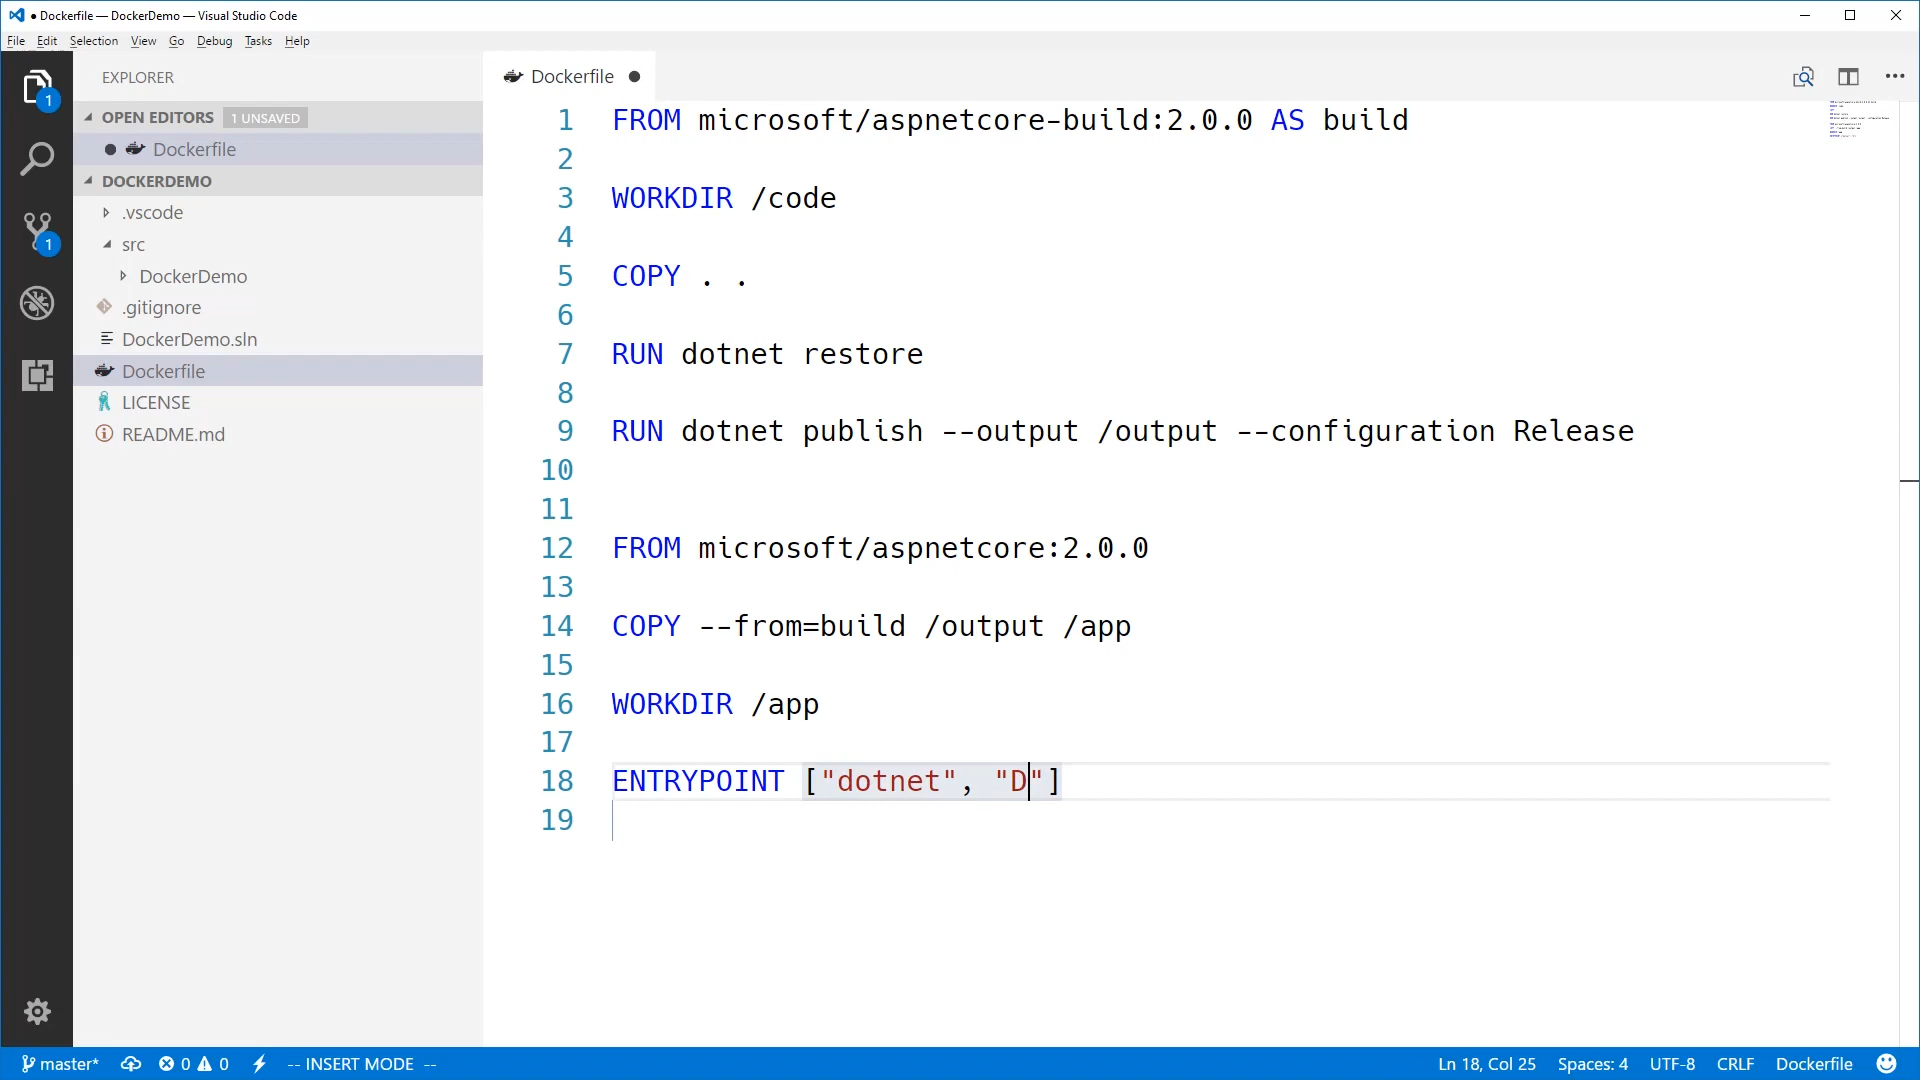 ● Dockerfile — DockerDemo — Visual Studio Code
File Edit Selection View Go Debug Tasks Help
EXPLORER
OPEN EDITORS 1 UNSAVED
Dockerfile
DOCKERDEMO
.vscode
src
DockerDemo
.gitignore
DockerDemo.sln
Dockerfile
LICENSE
README.md
1
1
Dockerfile ●
1 FROM microsoft/aspnetcore-build:2.0.0 AS build
2
3 WORKDIR /code
4
5 COPY . .
6
7 RUN dotnet restore
8
9 RUN dotnet publish --output /output --configuration Release
10
11
12 FROM microsoft/aspnetcore:2.0.0
13
14 COPY --from=build /output /app
15
16 WORKDIR /app
17
18 ENTRYPOINT ["dotnet", "D"]
19
master* 0 0 -- INSERT MODE -- Ln 18, Col 25 Spaces: 4 UTF-8 CRLF Dockerfile